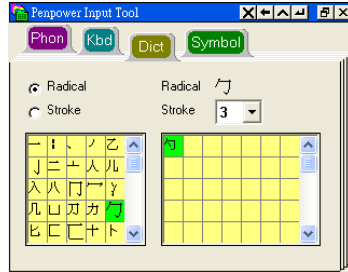 Penpower Input Tool
Phon Kbd Dict Symbol
Radical Radical 勹
Stroke Stroke 3
一 丨 丶 丿 乙
亅 二 亠 人 儿
入 八 冂 冖 冫
几 凵 刀 力 勹
匕 匚 匸 十 卜
勺